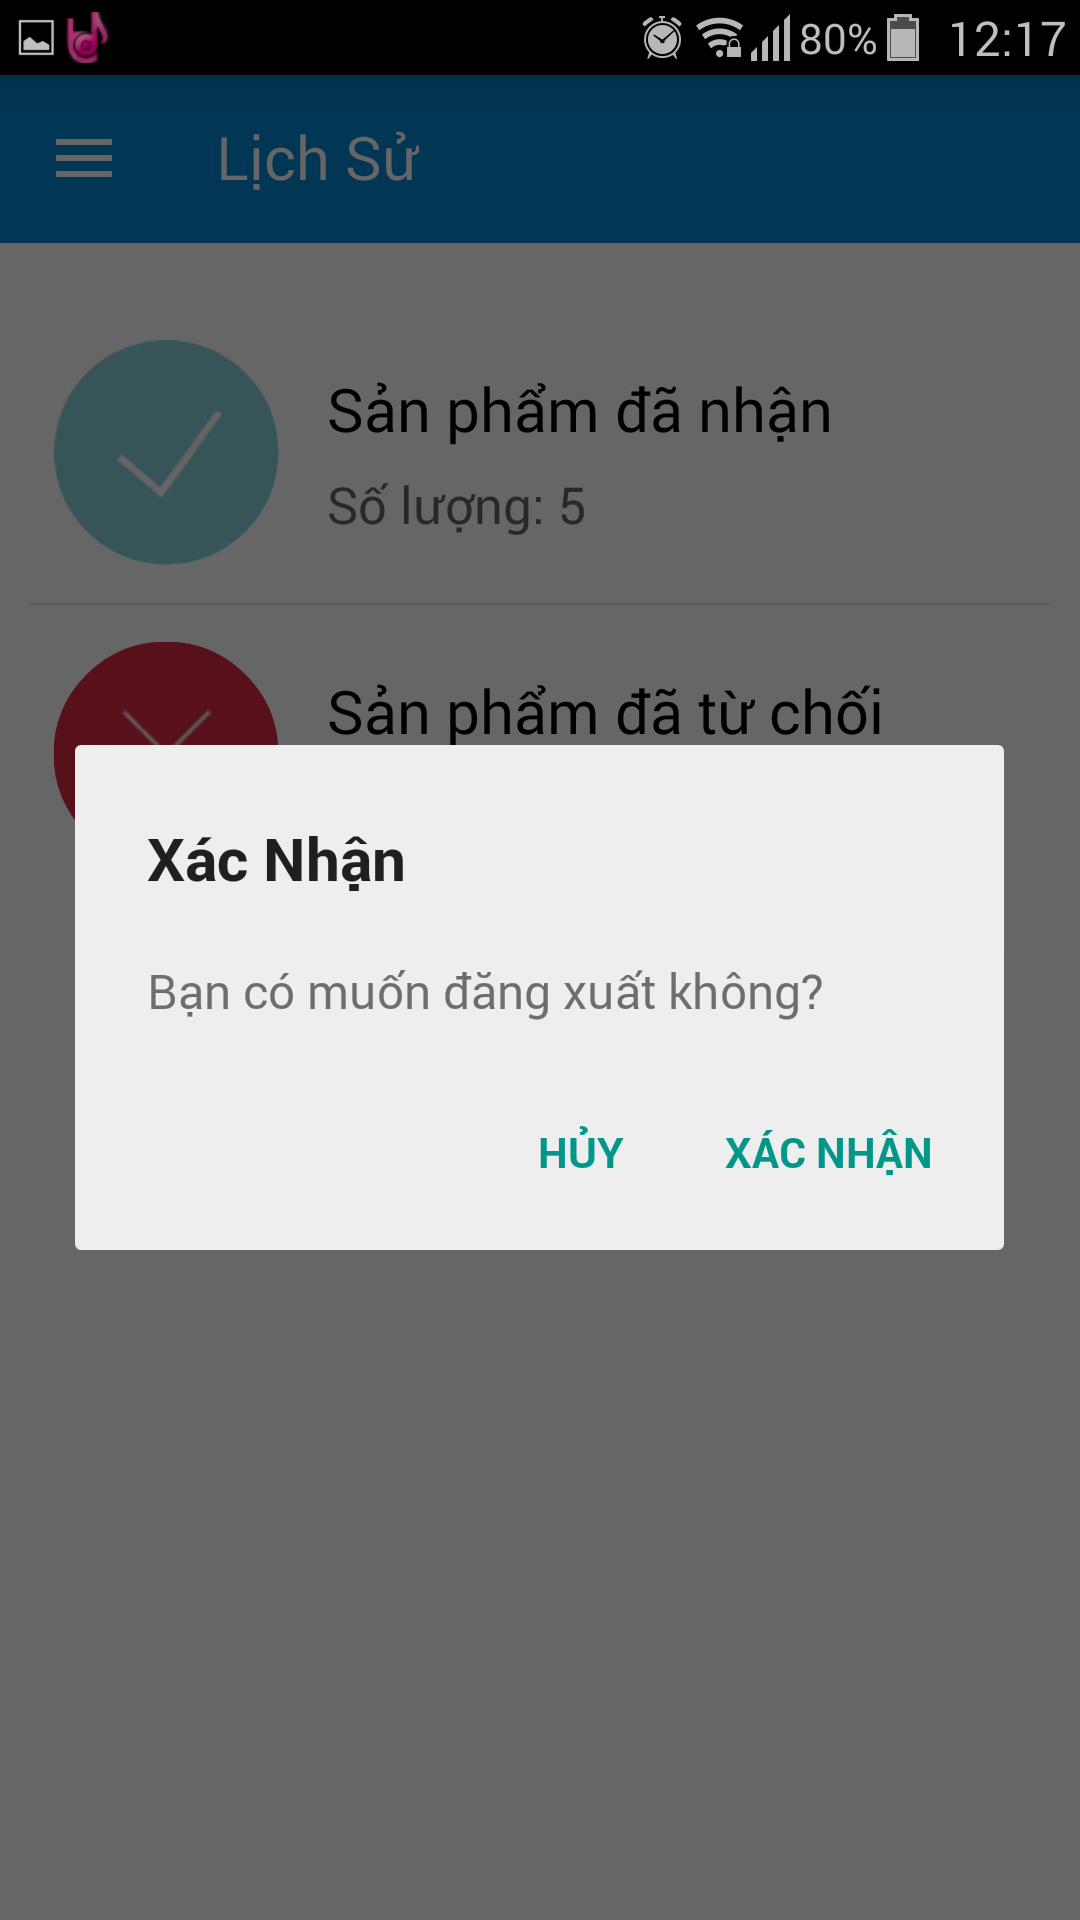 80% 12:17
Lịch Sử
Sản phẩm đã nhận
Số lượng: 5
Sản phẩm đã từ chối
Xác Nhận
Bạn có muốn đăng xuất không?
HỦY XÁC NHẬN